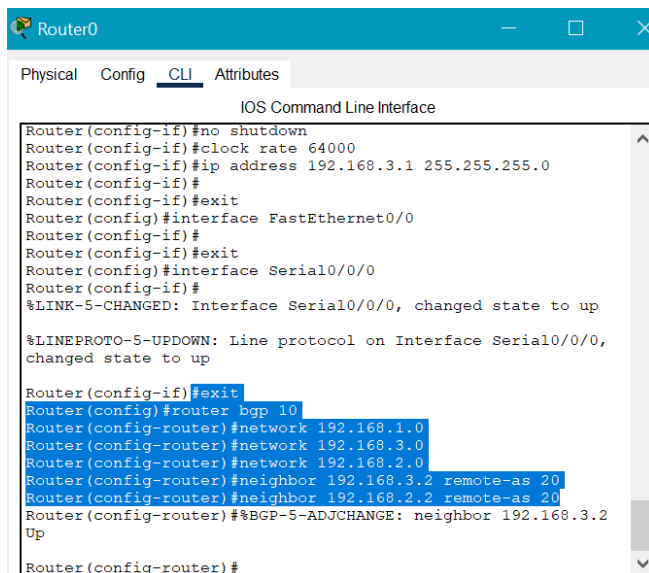 Router0
Physical Config CLI Attributes
IOS Command Line Interface
Router(config-if)#no shutdown
Router(config-if)#clock rate 64000
Router(config-if)#ip address 192.168.3.1 255.255.255.0
Router(config-if)#
Router(config-if)#exit
Router(config)#interface FastEthernet0/0
Router(config-if)#
Router(config-if)#exit
Router(config)#interface Serial0/0/0
Router(config-if)#
%LINK-5-CHANGED: Interface Serial0/0/0, changed state to up
%LINEPROTO-5-UPDOWN: Line protocol on Interface Serial0/0/0,
changed state to up
Router(config-if)#exit
Router(config)#router bgp 10
Router(config-router)#network 192.168.1.0
Router(config-router)#network 192.168.3.0
Router(config-router)#network 192.168.2.0
Router(config-router)#neighbor 192.168.3.2 remote-as 20
Router(config-router)#neighbor 192.168.2.2 remote-as 20
Router(config-router)#%BGP-5-ADJCHANGE: neighbor 192.168.3.2
Up
Router(config-router)#